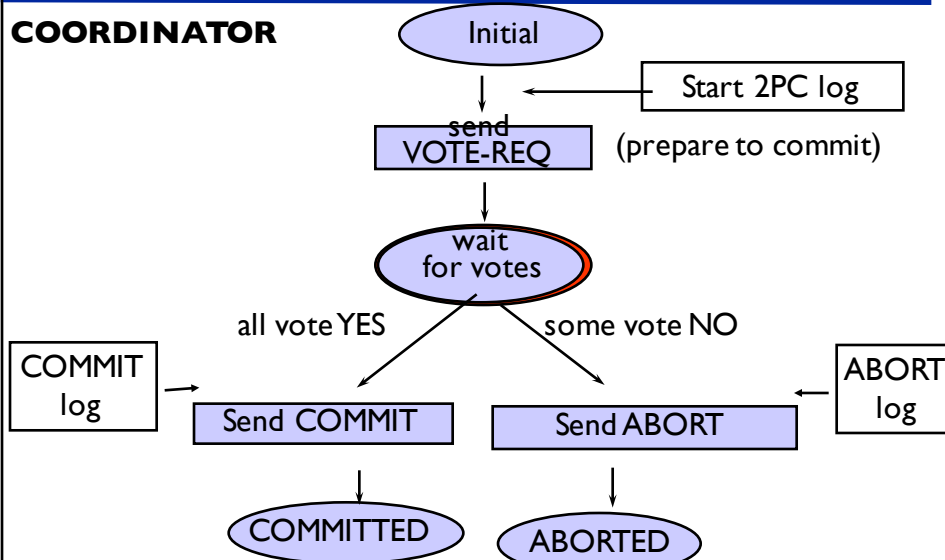 COORDINATOR
Initial
Start 2PC log
send
VOTE-REQ
(prepare to commit)
wait
for votes
all vote YES
some vote NO
COMMIT
log
ABORT
log
Send COMMIT
Send ABORT
COMMITTED
ABORTED